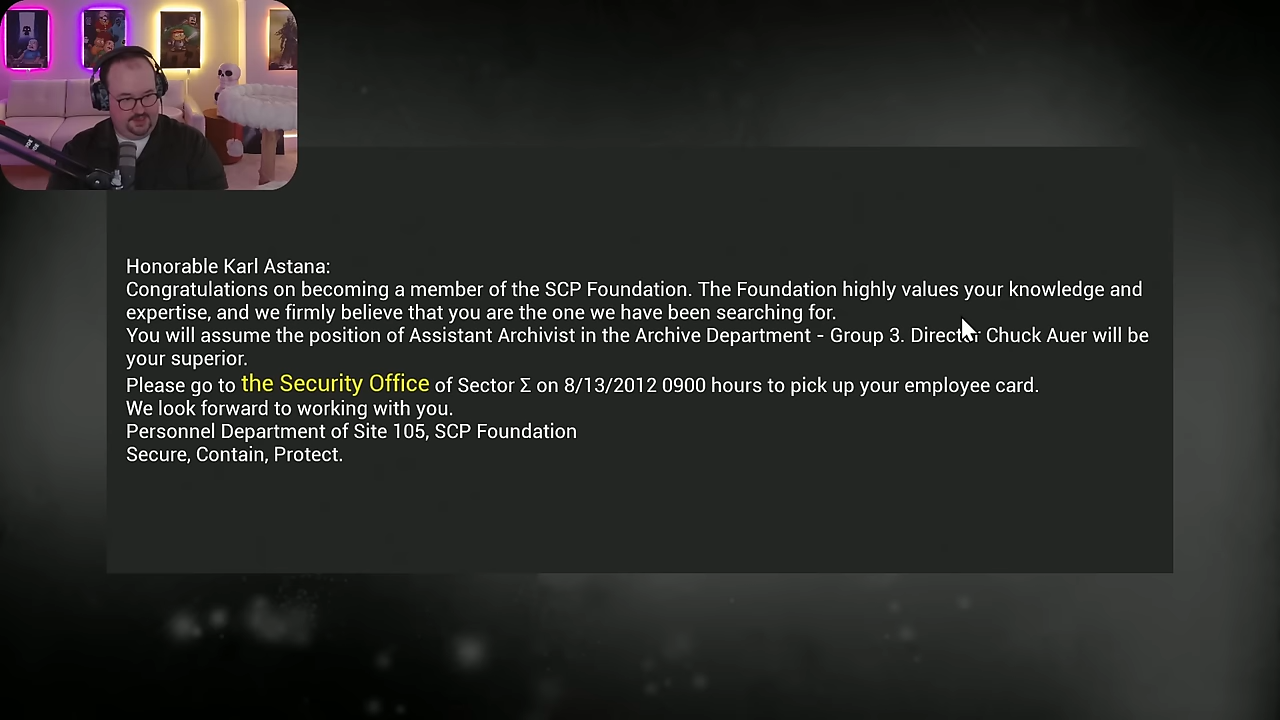 Honorable Karl Astana:
Congratulations on becoming a member of the SCP Foundation. The Foundation highly values your knowledge and
expertise, and we firmly believe that you are the one we have been searching for.
You will assume the position of Assistant Archivist in the Archive Department - Group 3. Director Chuck Auer will be
your superior.
Please go to the Security Office of Sector Σ on 8/13/2012 0900 hours to pick up your employee card.
We look forward to working with you.
Personnel Department of Site 105, SCP Foundation
Secure, Contain, Protect.